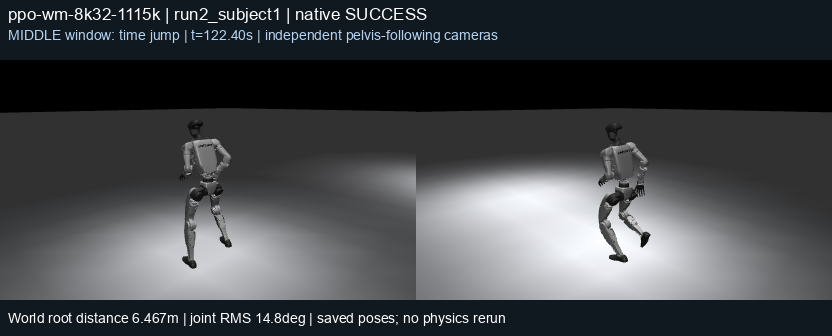 ppo-wm-8k32-1115k | run2_subject1 | native SUCCESS
MIDDLE window: time jump | t=122.40s | independent pelvis-following cameras
World root distance 6.467m | joint RMS 14.8deg | saved poses; no physics rerun